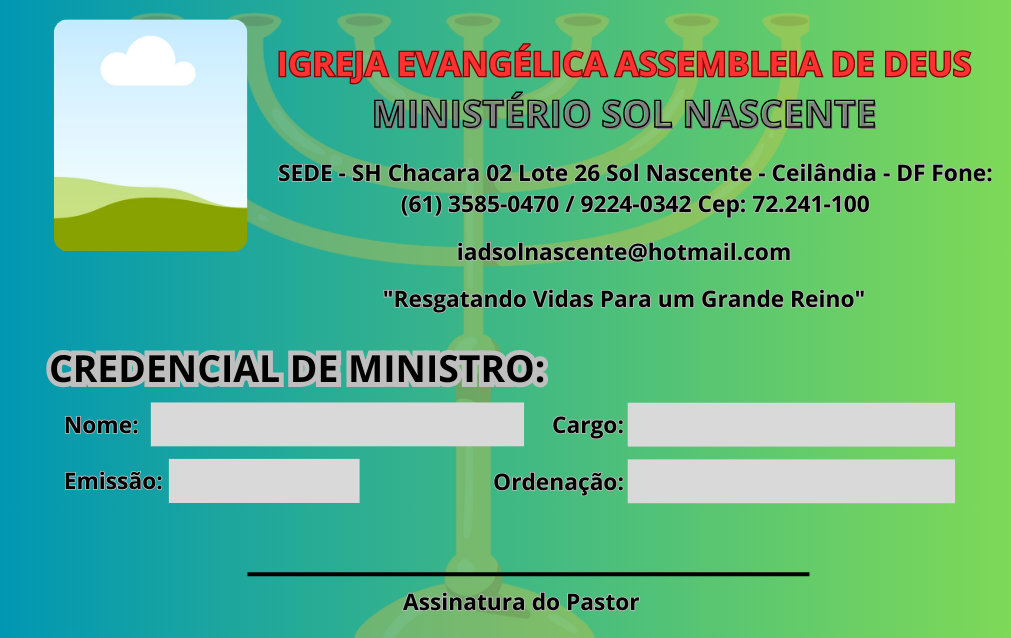 IGREJA EVANGÉLICA ASSEMBLEIA DE DEUS
MINISTÉRIO SOL NASCENTE
SEDE - SH Chacara 02 Lote 26 Sol Nascente - Ceilândia - DF Fone:
(61) 3585-0470 / 9224-0342 Cep: 72.241-100
iadsolnascente@hotmail.com
"Resgatando Vidas Para um Grande Reino"
CREDENCIAL DE MINISTRO:
Nome: Cargo:
Emissão: Ordenação:
Assinatura do Pastor